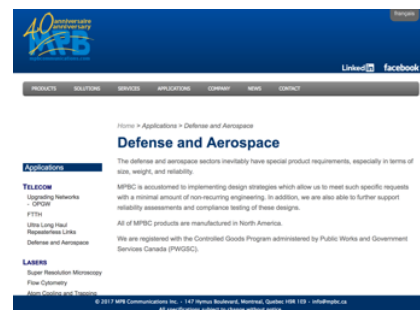 français
40 anniversaire
anniversary
MPB
mpbcommunications.com
LinkedIn facebook
PRODUCTS SOLUTIONS SERVICES APPLICATIONS COMPANY NEWS CONTACT
Home > Applications > Defense and Aerospace
Defense and Aerospace
Applications
The defense and aerospace sectors inevitably have special product requirements, especially in terms of
size, weight, and reliability.
MPBC is accustomed to implementing design strategies which allow us to meet such specific requests
with a minimal amount of non-recurring engineering. In addition, we are also able to further support
reliability assessments and compliance testing of these designs.
All of MPBC products are manufactured in North America.
We are registered with the Controlled Goods Program administered by Public Works and Government
Services Canada (PWGSC).
TELECOM
Upgrading Networks
- OPGW
FTTH
Ultra Long Haul
Repeaterless Links
Defense and Aerospace
LASERS
Super Resolution Microscopy
Flow Cytometry
Atom Cooling and Trapping
© 2017 MPB Communications Inc. - 147 Hymus Boulevard, Montreal, Quebec H9R 1E9 - info@mpbc.ca
All specifications subject to change without notice